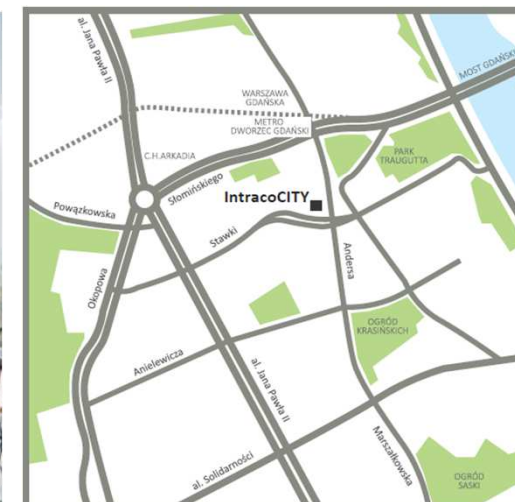 al. Jana Pawła II
MOST GDAŃSKI
WARSZAWA
GDAŃSKA
METRO
DWORZEC GDAŃSKI
C.H.ARKADIA
PARK
TRAUGUTTA
Słomińskiego
IntracoCITY
Powązkowska
Stawki
Andersa
Okopowa
OGRÓD
KRASIŃSKICH
Anielewicza
al. Jana Pawła II
Marszałkowska
al. Solidarności
OGRÓD
SASKI